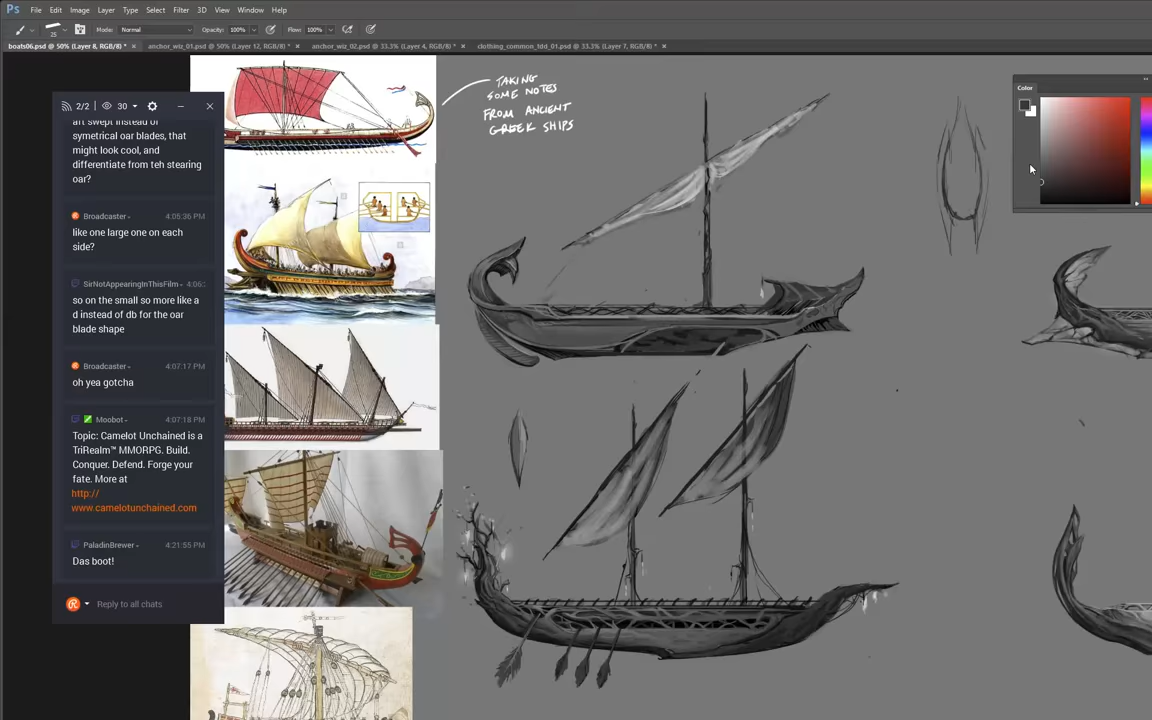 Ps File Edit Image Layer Type Select Filter 3D View Window Help
25 Mode: Normal Opacity: 100% Flow: 100%
boats06.psd @ 50% (Layer 8, RGB/8) * × anchor_wiz_01.psd @ 50% (Layer 12, RGB/8) * × anchor_wiz_02.psd @ 33.3% (Layer 4, RGB/8) * × clothing_common_tdd_01.psd @ 33.3% (Layer 7, RGB/8) * ×
2/2 30
aft swept instead of
symetrical oar blades, that
might look cool, and
differentiate from teh steering
oar?
Broadcaster 4:05:36 PM
like one large one on each
side?
SirNotAppearingInThisFilm 4:06:
so on the small so more like a
d instead of db for the oar
blade shape
Broadcaster 4:07:17 PM
oh yea gotcha
Moobot 4:07:18 PM
Topic: Camelot Unchained is a
TriRealm™ MMORPG. Build.
Conquer. Defend. Forge your
fate. More at
http://
www.camelotunchained.com
PaladinBrewer 4:21:55 PM
Das boot!
Reply to all chats
TAKING
SOME NOTES
FROM ANCIENT
GREEK SHIPS
Color